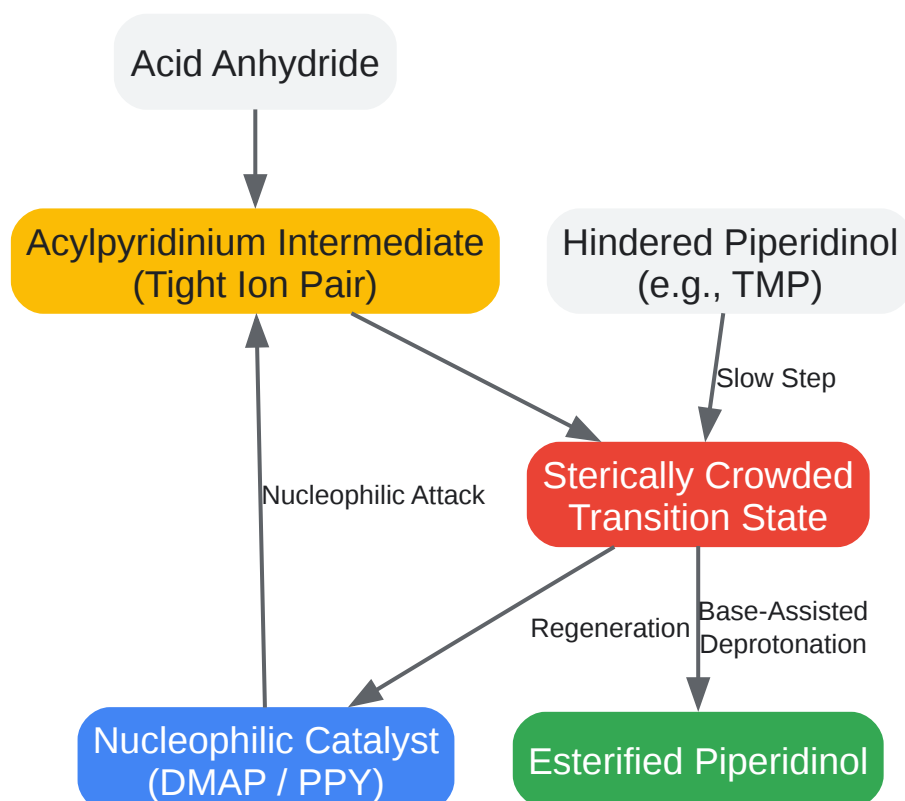 Acid Anhydride
Acylpyridinium Intermediate
(Tight Ion Pair)
Hindered Piperidinol
(e.g., TMP)
Slow Step
Sterically Crowded
Transition State
Nucleophilic Attack
Regeneration
Base-Assisted
Deprotonation
Nucleophilic Catalyst
(DMAP / PPY)
Esterified Piperidinol